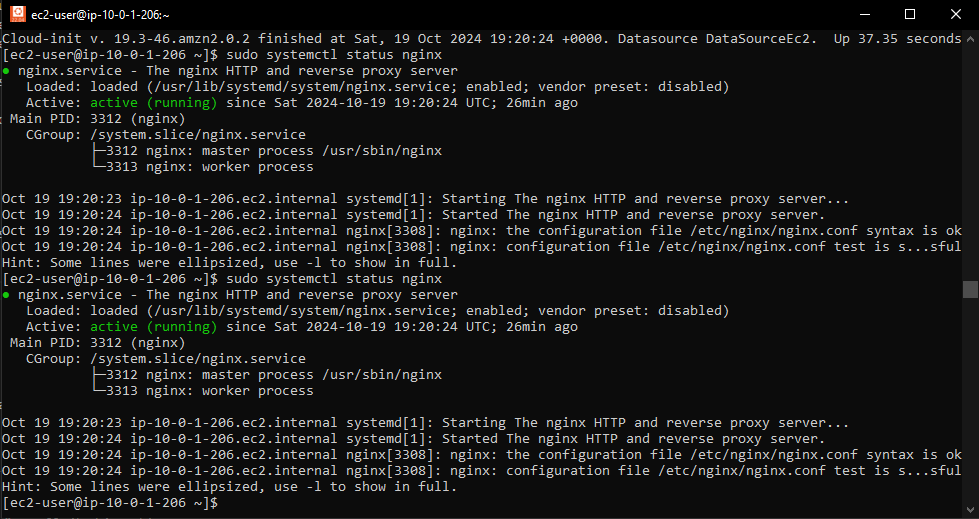 ec2-user@ip-10-0-1-206:~
Cloud-init v. 19.3-46.amzn2.0.2 finished at Sat, 19 Oct 2024 19:20:24 +0000. Datasource DataSourceEc2.  Up 37.35 seconds
[ec2-user@ip-10-0-1-206 ~]$ sudo systemctl status nginx
● nginx.service - The nginx HTTP and reverse proxy server
   Loaded: loaded (/usr/lib/systemd/system/nginx.service; enabled; vendor preset: disabled)
   Active: active (running) since Sat 2024-10-19 19:20:24 UTC; 26min ago
 Main PID: 3312 (nginx)
   CGroup: /system.slice/nginx.service
           ├─3312 nginx: master process /usr/sbin/nginx
           └─3313 nginx: worker process
Oct 19 19:20:23 ip-10-0-1-206.ec2.internal systemd[1]: Starting The nginx HTTP and reverse proxy server...
Oct 19 19:20:24 ip-10-0-1-206.ec2.internal systemd[1]: Started The nginx HTTP and reverse proxy server.
Oct 19 19:20:24 ip-10-0-1-206.ec2.internal nginx[3308]: nginx: the configuration file /etc/nginx/nginx.conf syntax is ok
Oct 19 19:20:24 ip-10-0-1-206.ec2.internal nginx[3308]: nginx: configuration file /etc/nginx/nginx.conf test is s...sful
Hint: Some lines were ellipsized, use -l to show in full.
[ec2-user@ip-10-0-1-206 ~]$ sudo systemctl status nginx
● nginx.service - The nginx HTTP and reverse proxy server
   Loaded: loaded (/usr/lib/systemd/system/nginx.service; enabled; vendor preset: disabled)
   Active: active (running) since Sat 2024-10-19 19:20:24 UTC; 26min ago
 Main PID: 3312 (nginx)
   CGroup: /system.slice/nginx.service
           ├─3312 nginx: master process /usr/sbin/nginx
           └─3313 nginx: worker process
Oct 19 19:20:23 ip-10-0-1-206.ec2.internal systemd[1]: Starting The nginx HTTP and reverse proxy server...
Oct 19 19:20:24 ip-10-0-1-206.ec2.internal systemd[1]: Started The nginx HTTP and reverse proxy server.
Oct 19 19:20:24 ip-10-0-1-206.ec2.internal nginx[3308]: nginx: the configuration file /etc/nginx/nginx.conf syntax is ok
Oct 19 19:20:24 ip-10-0-1-206.ec2.internal nginx[3308]: nginx: configuration file /etc/nginx/nginx.conf test is s...sful
Hint: Some lines were ellipsized, use -l to show in full.
[ec2-user@ip-10-0-1-206 ~]$